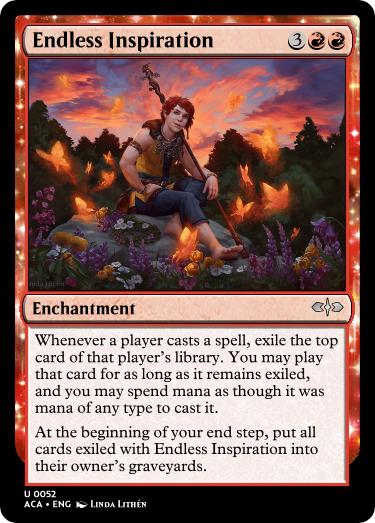 Endless Inspiration 3
Linda Lithén
Enchantment
Whenever a player casts a spell, exile the top
card of that player's library. You may play
that card for as long as it remains exiled,
and you may spend mana as though it was
mana of any type to cast it.
At the beginning of your end step, put all
cards exiled with Endless Inspiration into
their owner's graveyards.
U 0052
ACA • ENG Linda Lithén